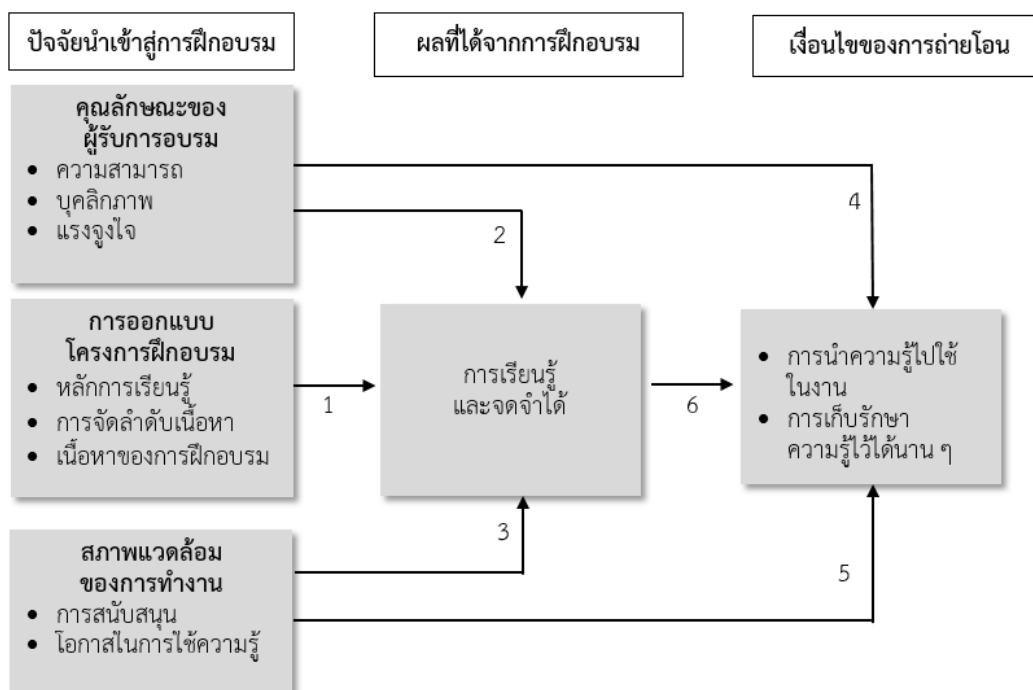 ปัจจัยนำเข้าสู่การฝึกอบรม
ผลที่ได้จากการฝึกอบรม
เงื่อนไขของการถ่ายโอน
คุณลักษณะของ
ผู้รับการอบรม
• ความสามารถ
• บุคลิกภาพ
• แรงจูงใจ
4
2
การออกแบบ
โครงการฝึกอบรม
• หลักการเรียนรู้
• การจัดลำดับเนื้อหา
• เนื้อหาของการฝึกอบรม
1
การเรียนรู้
และจดจำได้
6
• การนำความรู้ไปใช้
ในงาน
• การเก็บรักษา
ความรู้ไว้ได้นาน ๆ
3
5
สภาพแวดล้อม
ของการทำงาน
• การสนับสนุน
• โอกาสในการใช้ความรู้